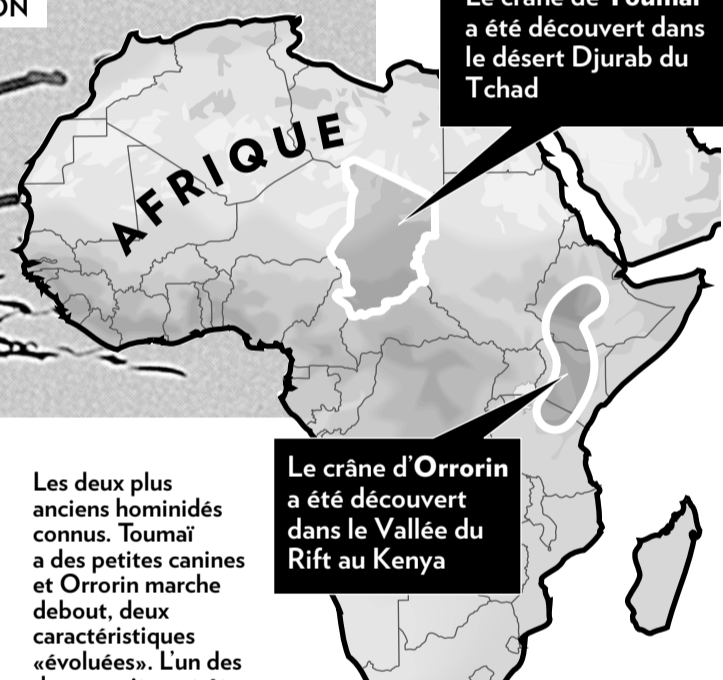 ON
Le crâne de Toumaï
a été découvert dans
le désert Djurab du
Tchad
AFRIQUE
Le crâne d'Orrorin
a été découvert
dans le Vallée du
Rift au Kenya
Les deux plus
anciens hominidés
connus. Toumaï
a des petites canines
et Orrorin marche
debout, deux
caractéristiques
«évoluées». L'un des